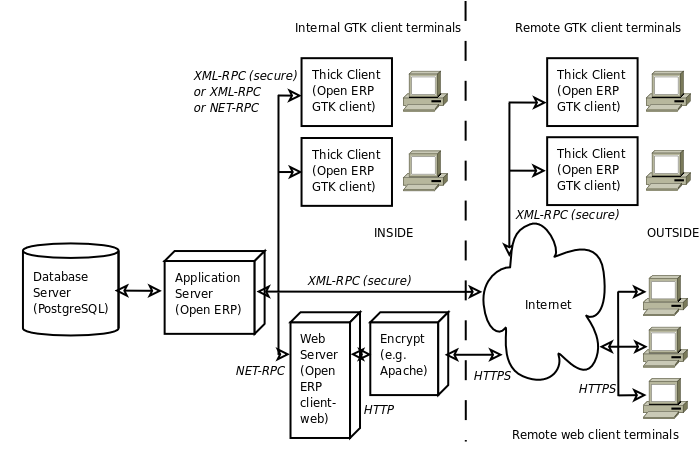 Internal GTK client terminals
Remote GTK client terminals
XML-RPC (secure)
or XML-RPC
or NET-RPC
Thick Client
(Open ERP
GTK client)
Thick Client
(Open ERP
GTK client)
Thick Client
(Open ERP
GTK client)
Thick Client
(Open ERP
GTK client)
XML-RPC (secure)
INSIDE
OUTSIDE
Database
Server
(PostgreSQL)
Application
Server
(Open ERP)
XML-RPC (secure)
Internet
Web
Server
(Open
ERP
client-
web)
Encrypt
(e.g.
Apache)
NET-RPC
HTTP
HTTPS
HTTPS
Remote web client terminals